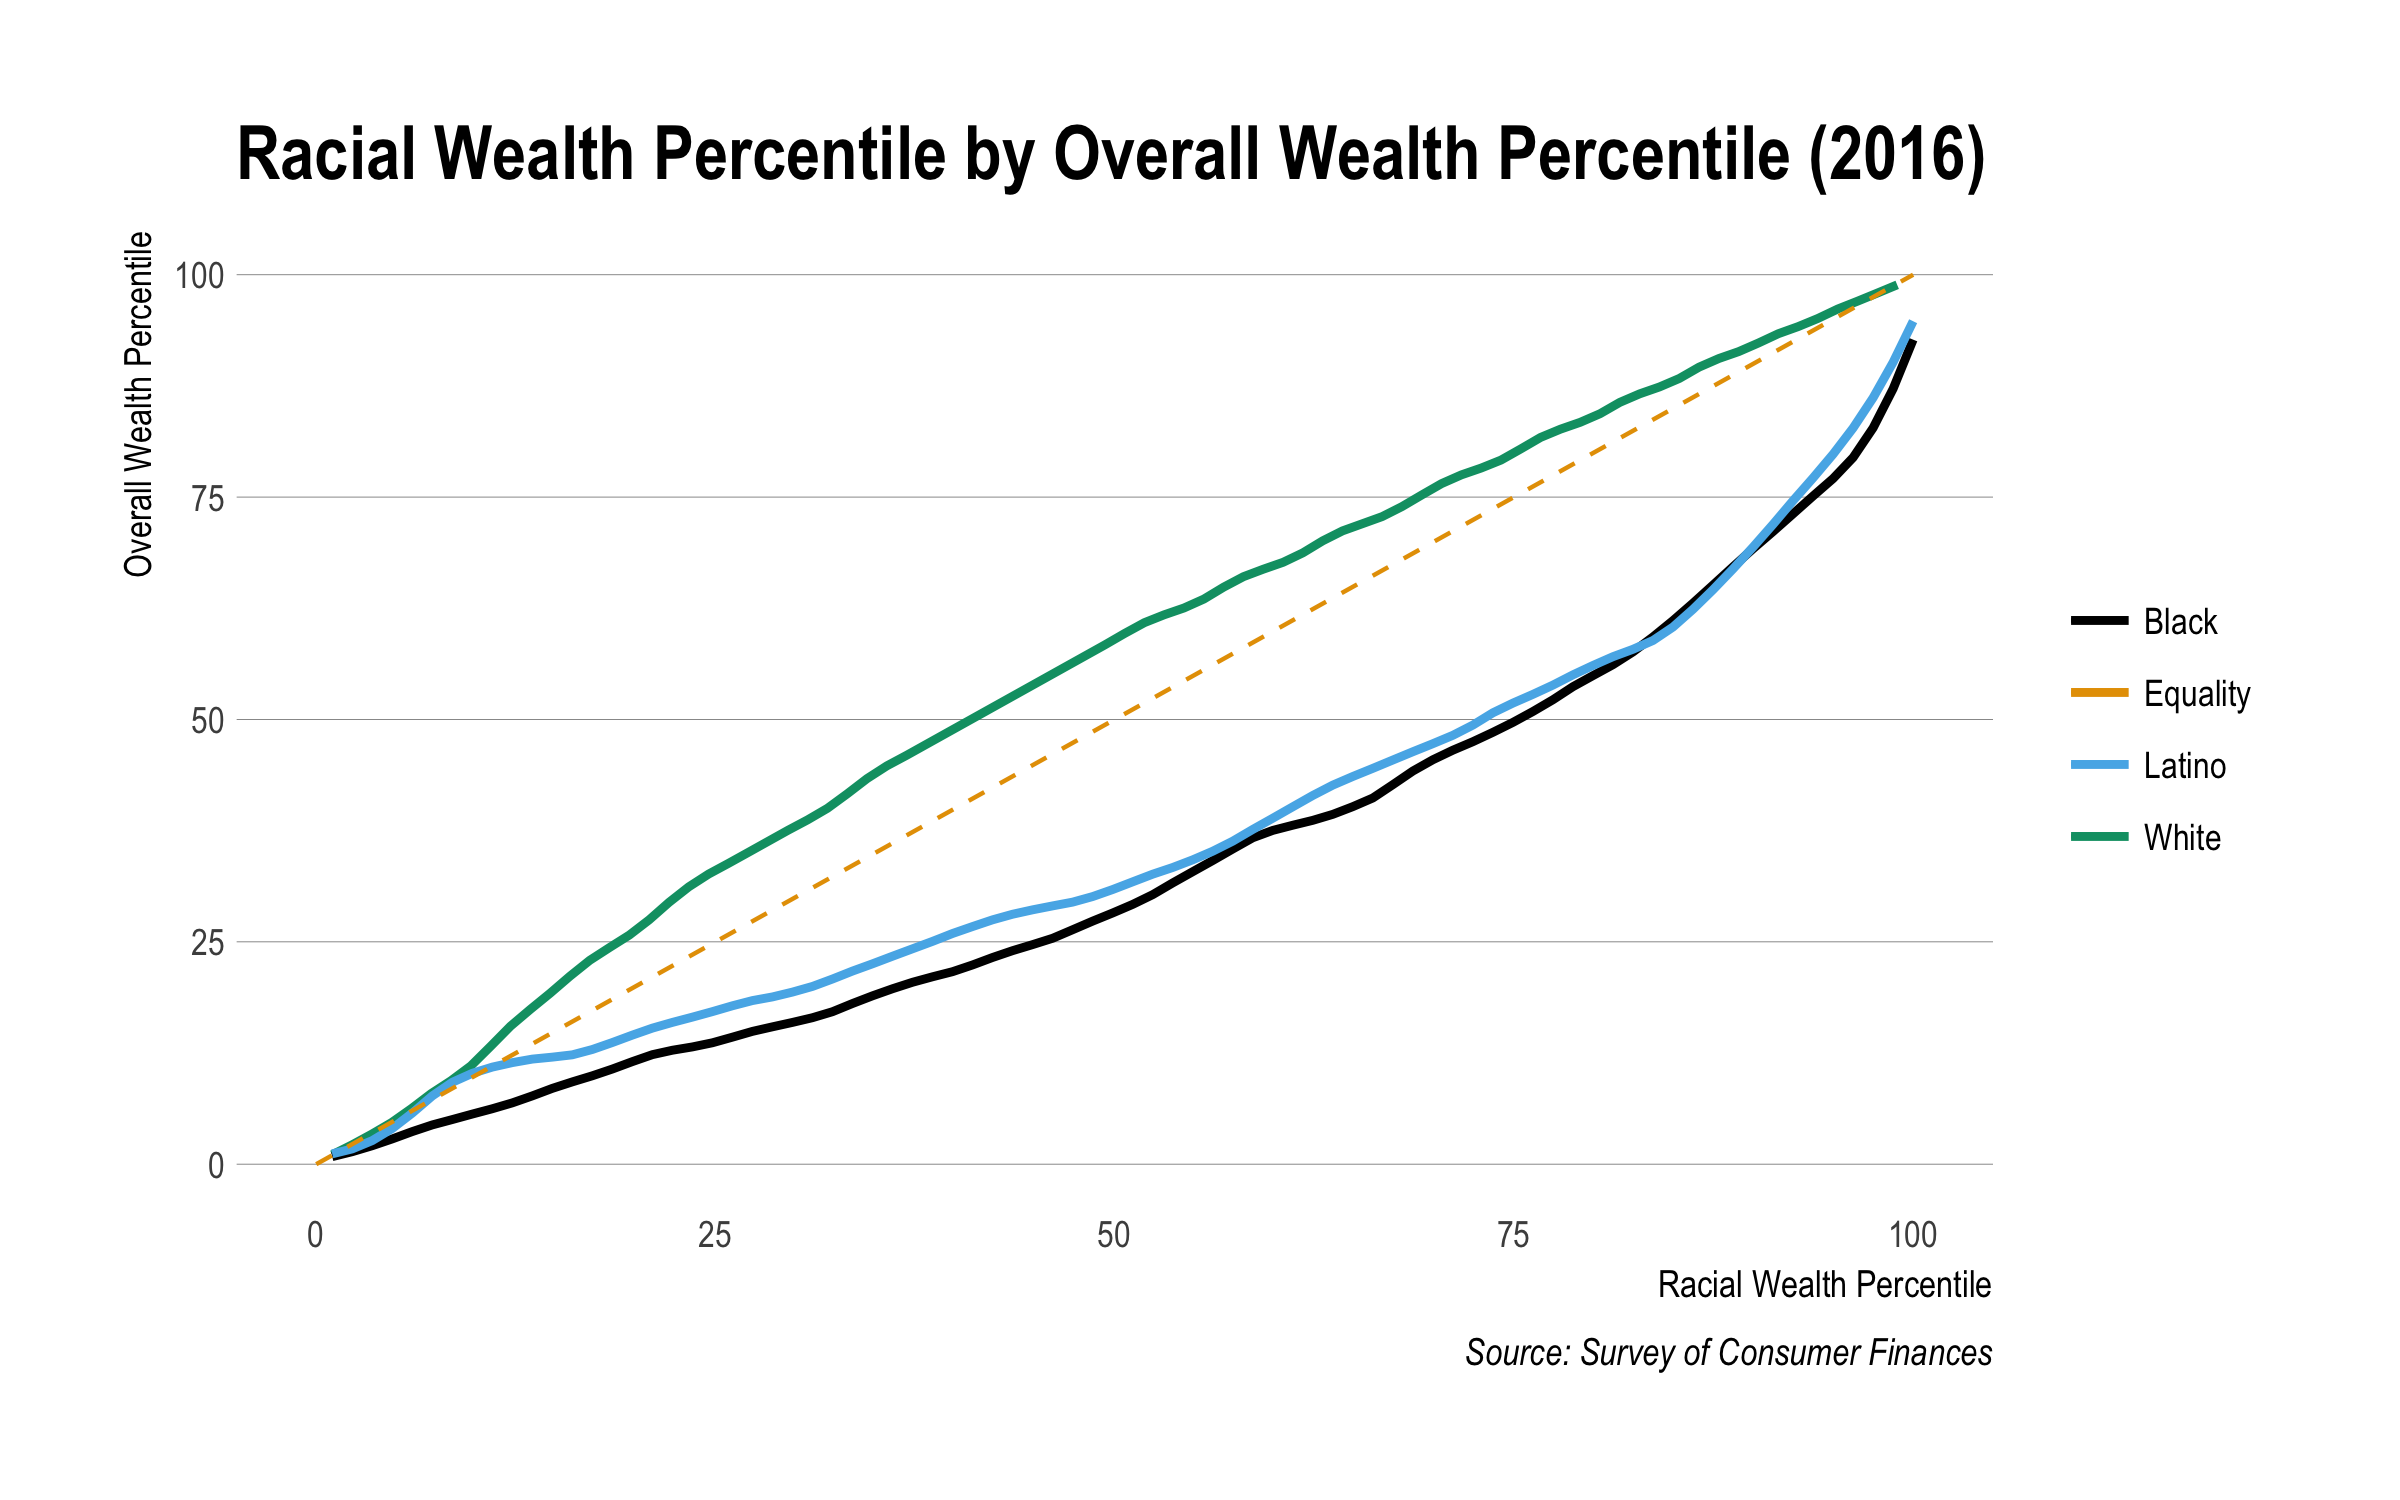 Racial Wealth Percentile by Overall Wealth Percentile (2016)
Overall Wealth Percentile
100
75
50
25
0
0 25 50 75 100
Racial Wealth Percentile
Source: Survey of Consumer Finances
Black
Equality
Latino
White